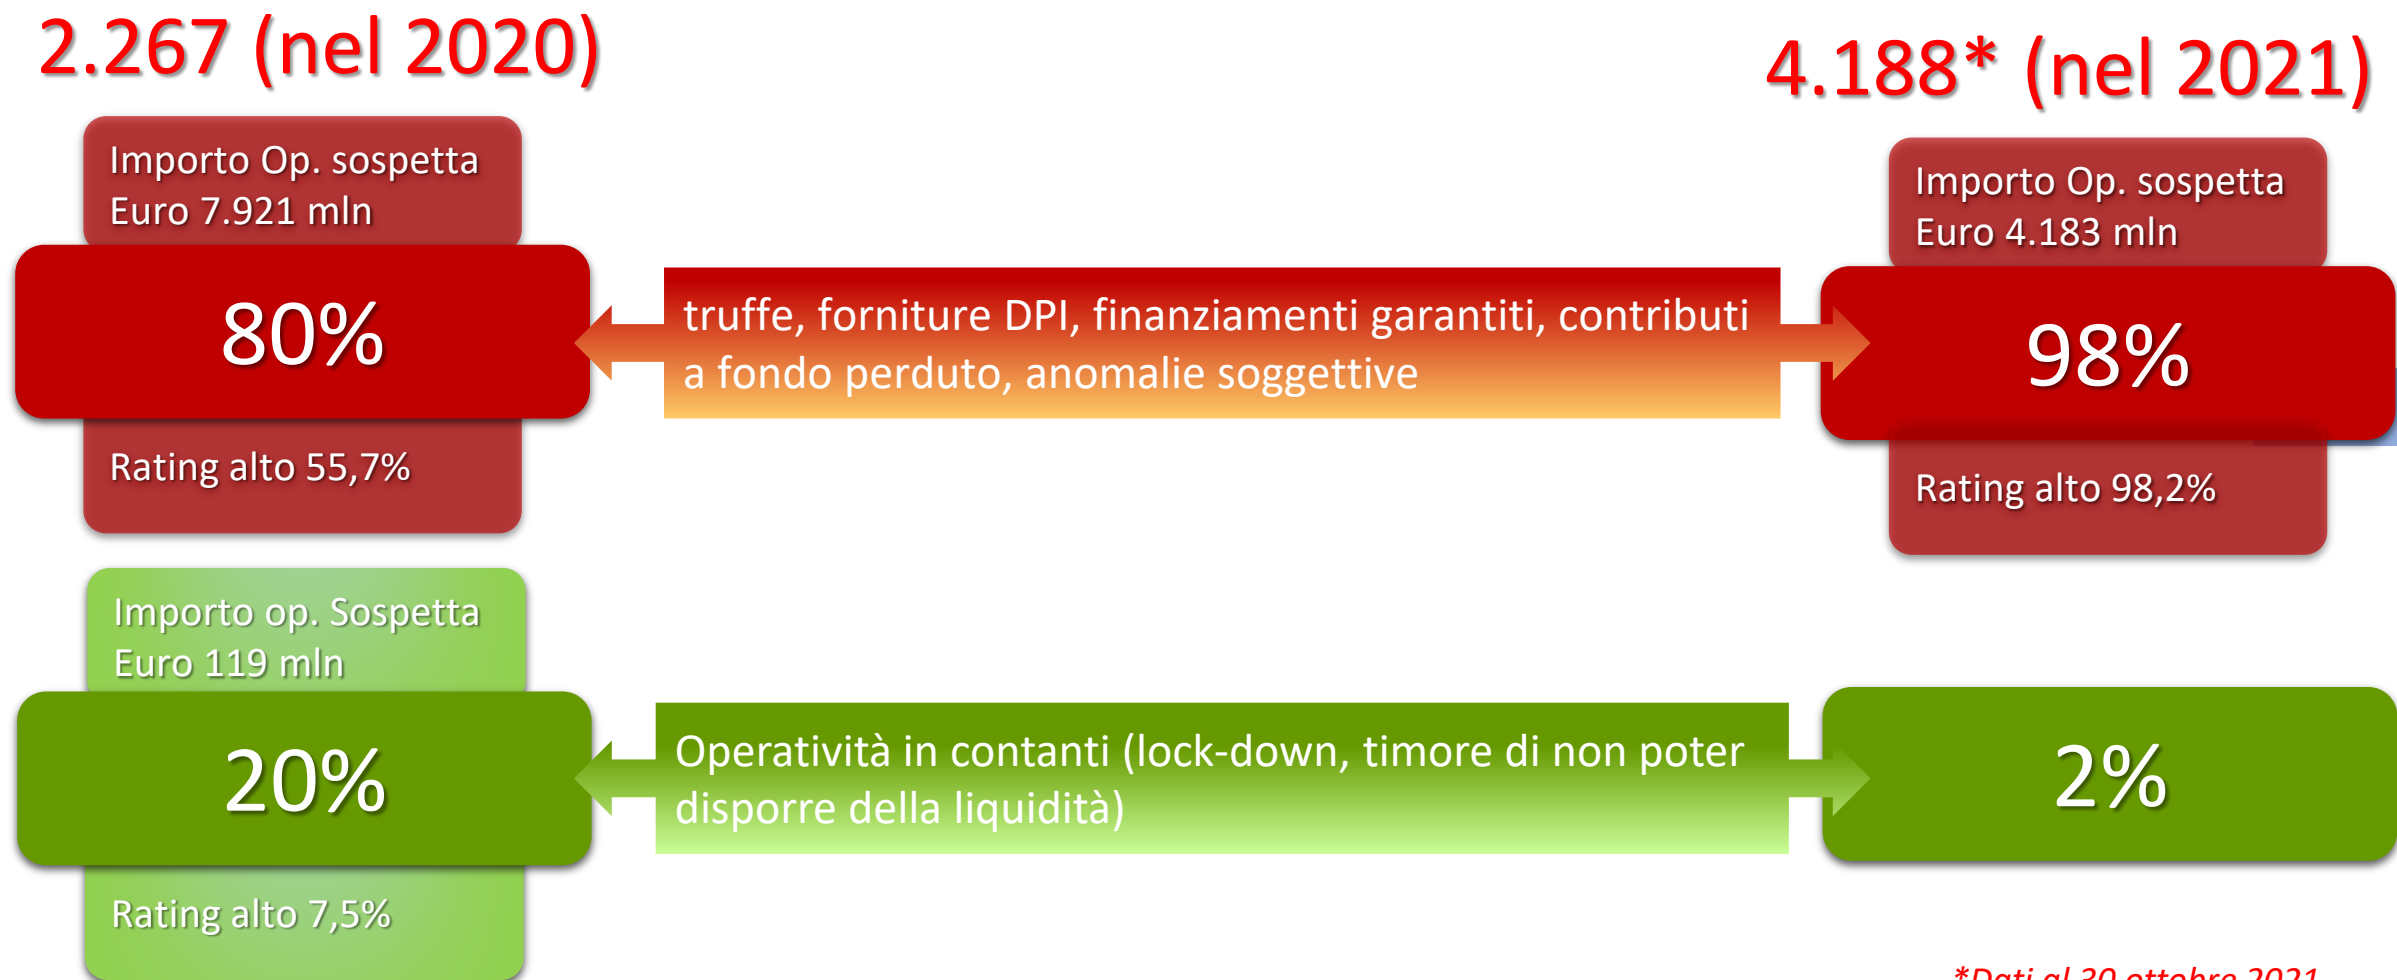 2.267 (nel 2020)
4.188* (nel 2021)
Importo Op. sospetta
Euro 7.921 mln
80%
Rating alto 55,7%
truffe, forniture DPI, finanziamenti garantiti, contributi
a fondo perduto, anomalie soggettive
Importo Op. sospetta
Euro 4.183 mln
98%
Rating alto 98,2%
Importo op. Sospetta
Euro 119 mln
20%
Rating alto 7,5%
Operatività in contanti (lock-down, timore di non poter
disporre della liquidità)
2%
*Dati al 30 ottobre 2021